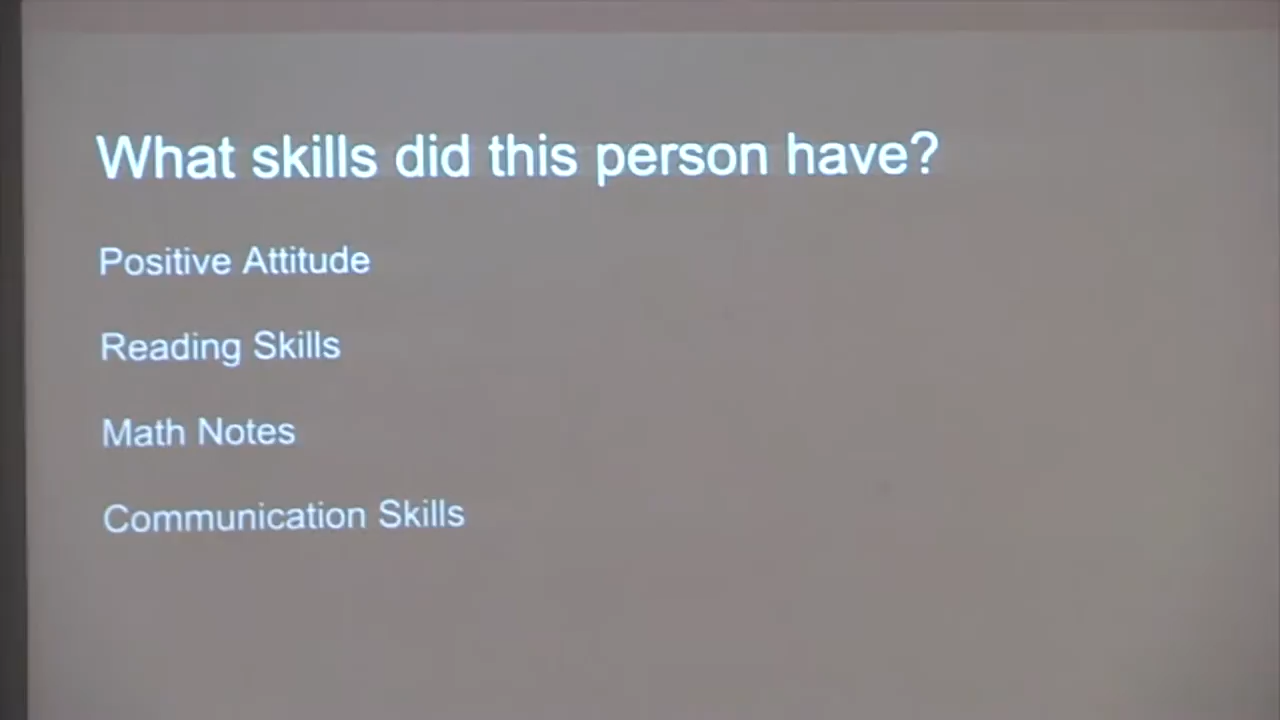 What skills did this person have?
Positive Attitude
Reading Skills
Math Notes
Communication Skills